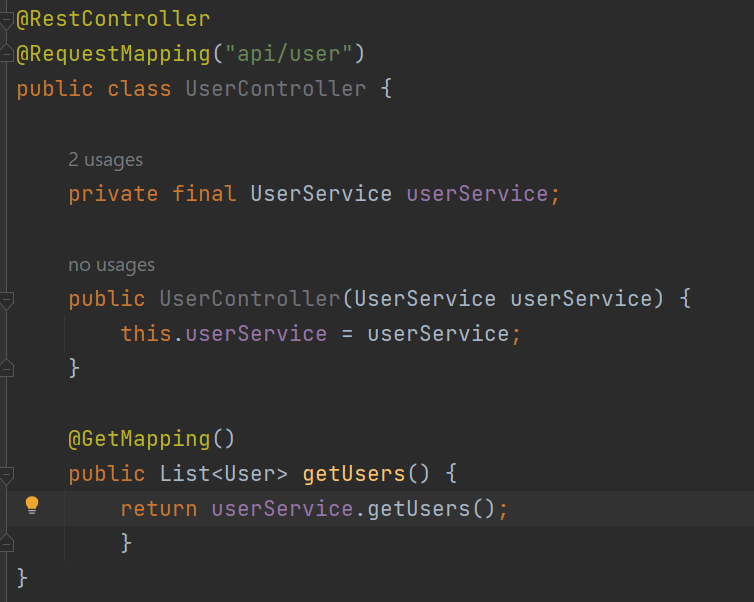 @RestController
@RequestMapping("api/user")
public class UserController {
2 usages
private final UserService userService;
no usages
public UserController(UserService userService) {
this.userService = userService;
}
@GetMapping()
public List<User> getUsers() {
return userService.getUsers();
}
}